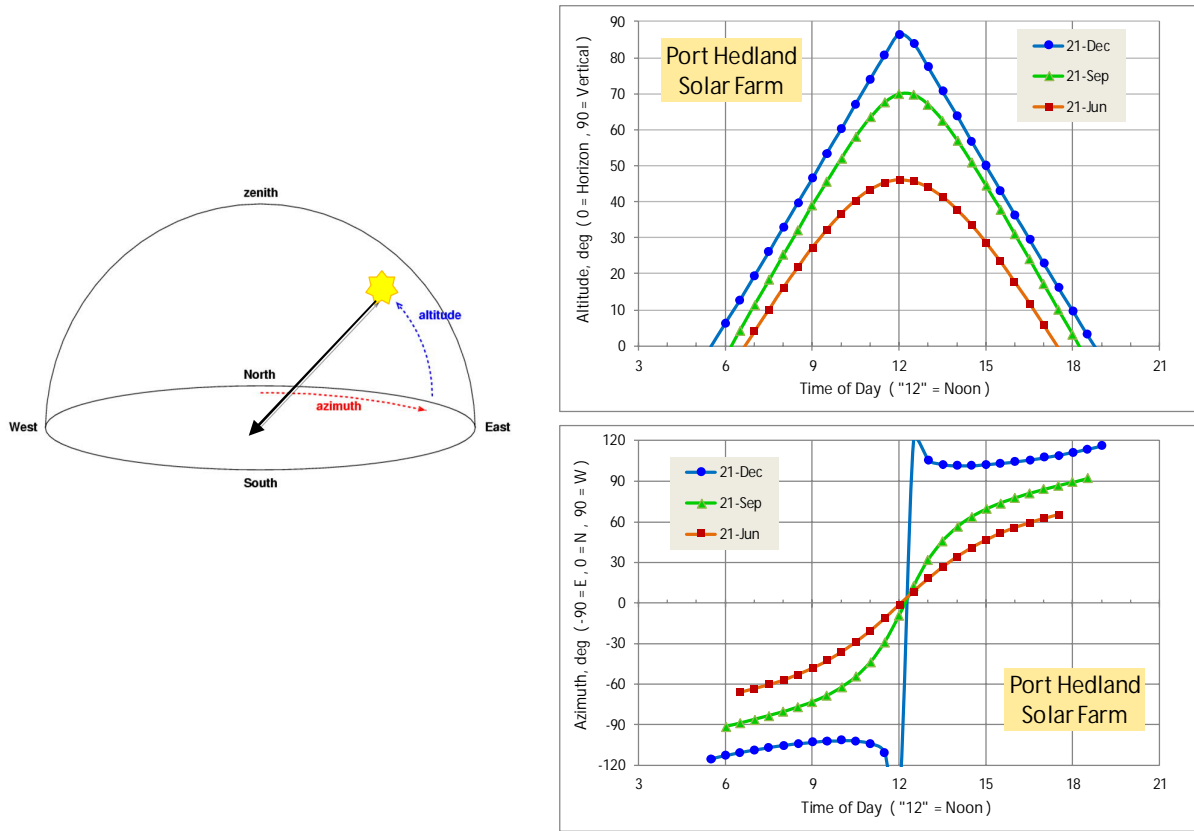 zenith
altitude
North
azimuth
West
East
South
Port Hedland
Solar Farm
21-Dec
21-Sep
21-Jun
Altitude, deg ( 0 = Horizon , 90 = Vertical)
90
80
70
60
50
40
30
20
10
0
3 6 9 12 15 18 21
Time of Day ( "12" = Noon )
21-Dec
21-Sep
21-Jun
Azimuth, deg ( -90 = E , 0 = N , 90 = W )
120
90
60
30
0
-30
-60
-90
-120
Port Hedland
Solar Farm
3 6 9 12 15 18 21
Time of Day ( "12" = Noon )